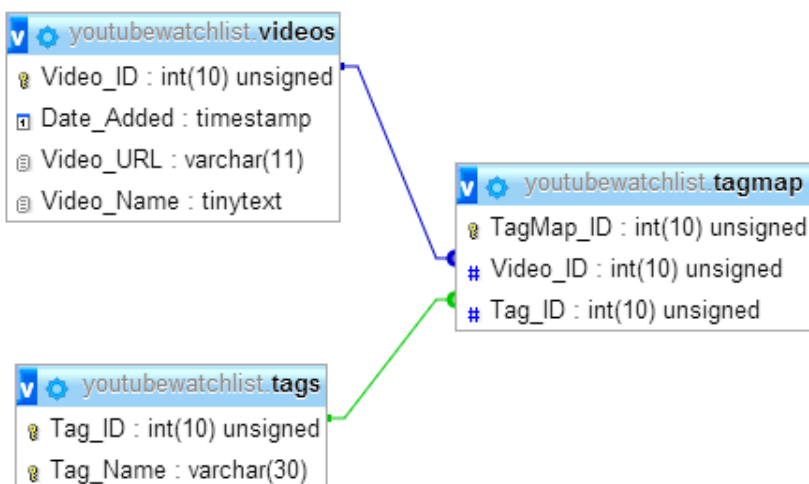 v youtubewatchlist.videos
Video_ID : int(10) unsigned
Date_Added : timestamp
Video_URL : varchar(11)
Video_Name : tinytext
v youtubewatchlist.tagmap
TagMap_ID : int(10) unsigned
# Video_ID : int(10) unsigned
# Tag_ID : int(10) unsigned
v youtubewatchlist.tags
Tag_ID : int(10) unsigned
Tag_Name : varchar(30)